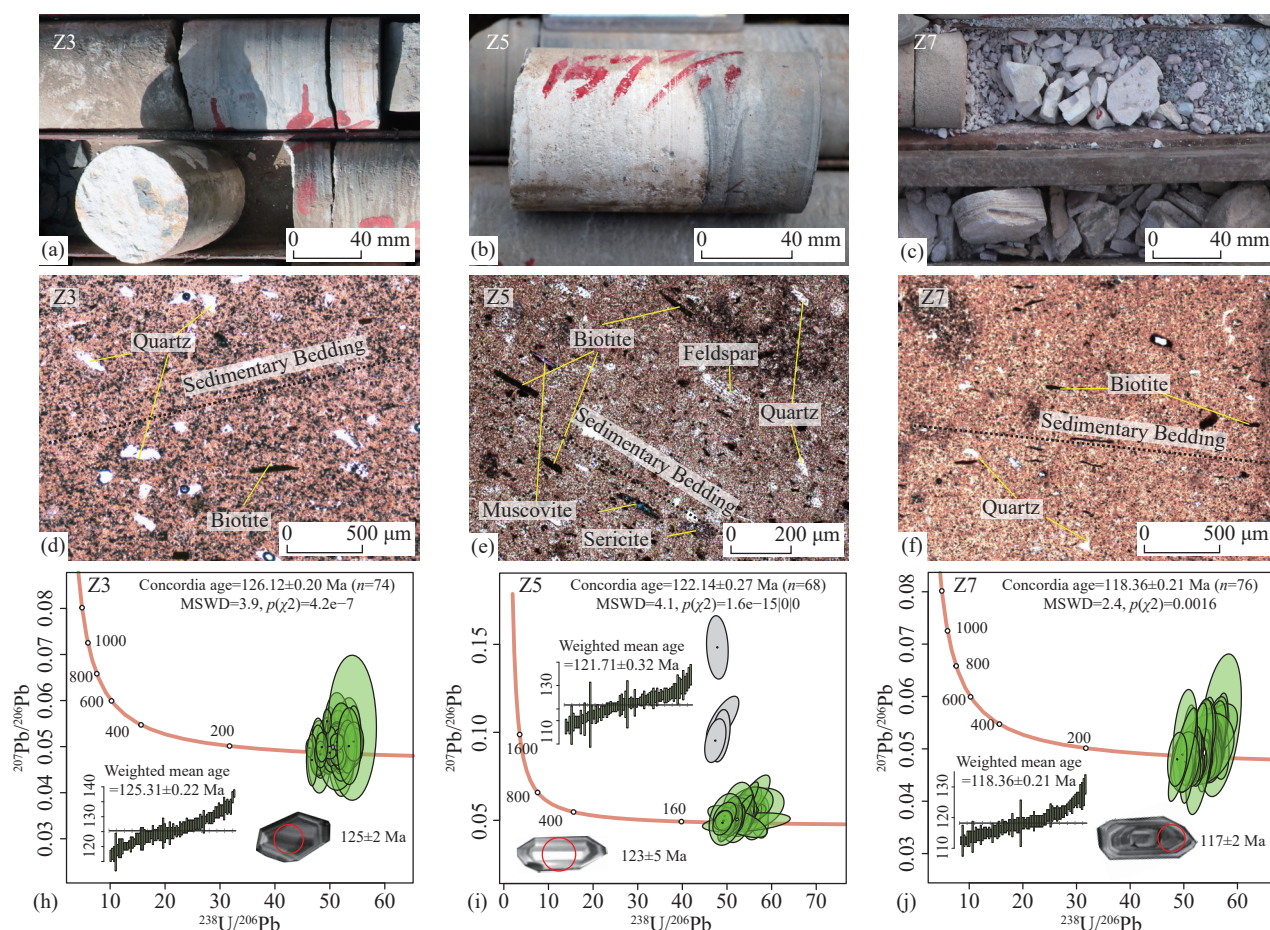 Z3
(a)
0 40 mm
Z5
(b)
0 40 mm
Z7
(c)
0 40 mm
Z3
Quartz
Sedimentary Bedding
Biotite
(d)
0 500 μm
Z5
Biotite
Feldspar
Quartz
Sedimentary Bedding
Muscovite
Sericite
(e)
0 200 μm
Z7
Biotite
Sedimentary Bedding
Quartz
(f)
0 500 μm
Z3
Concordia age=126.12±0.20 Ma (n=74)
MSWD=3.9, p(χ2)=4.2e−7
0.08
0.07
0.06
0.05
0.04
0.03
²⁰⁷Pb/²⁰⁶Pb
1000
800
600
400
200
Weighted mean age
=125.31±0.22 Ma
140
130
120
125±2 Ma
10 20 30 40 50 60
²³⁸U/²⁰⁶Pb
(h)
Z5
Concordia age=122.14±0.27 Ma (n=68)
MSWD=4.1, p(χ2)=1.6e−15|0|0
0.15
0.10
0.05
²⁰⁷Pb/²⁰⁶Pb
Weighted mean age
=121.71±0.32 Ma
130
110
1600
800
400
160
123±5 Ma
0 10 20 30 40 50 60 70
²³⁸U/²⁰⁶Pb
(i)
Z7
Concordia age=118.36±0.21 Ma (n=76)
MSWD=2.4, p(χ2)=0.0016
0.08
0.07
0.06
0.05
0.04
0.03
²⁰⁷Pb/²⁰⁶Pb
1000
800
600
400
200
Weighted mean age
=118.36±0.21 Ma
130
120
110
117±2 Ma
10 20 30 40 50 60
²³⁸U/²⁰⁶Pb
(j)